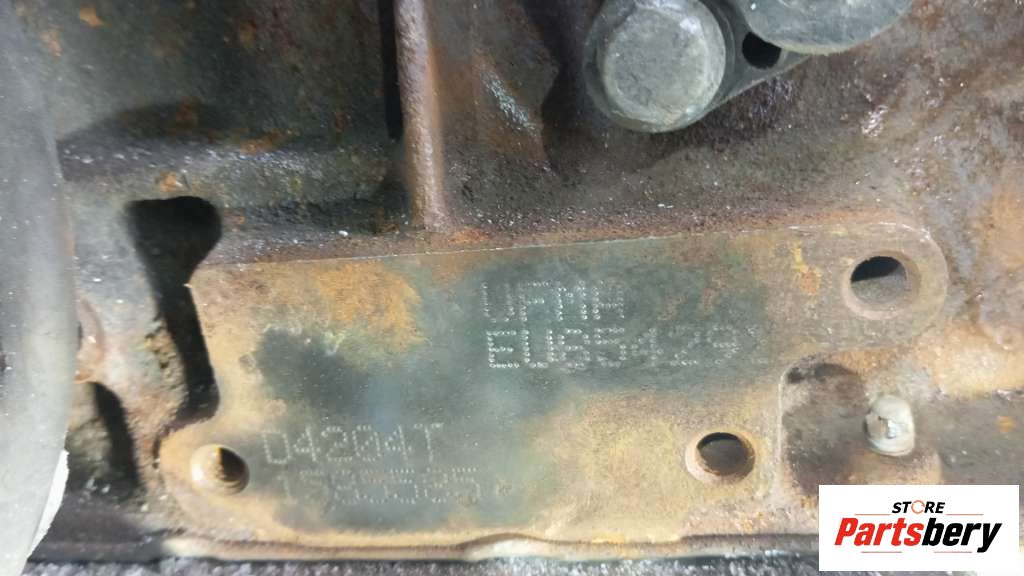 UFMA
EU65429
D4204T
STORE
Partsbery